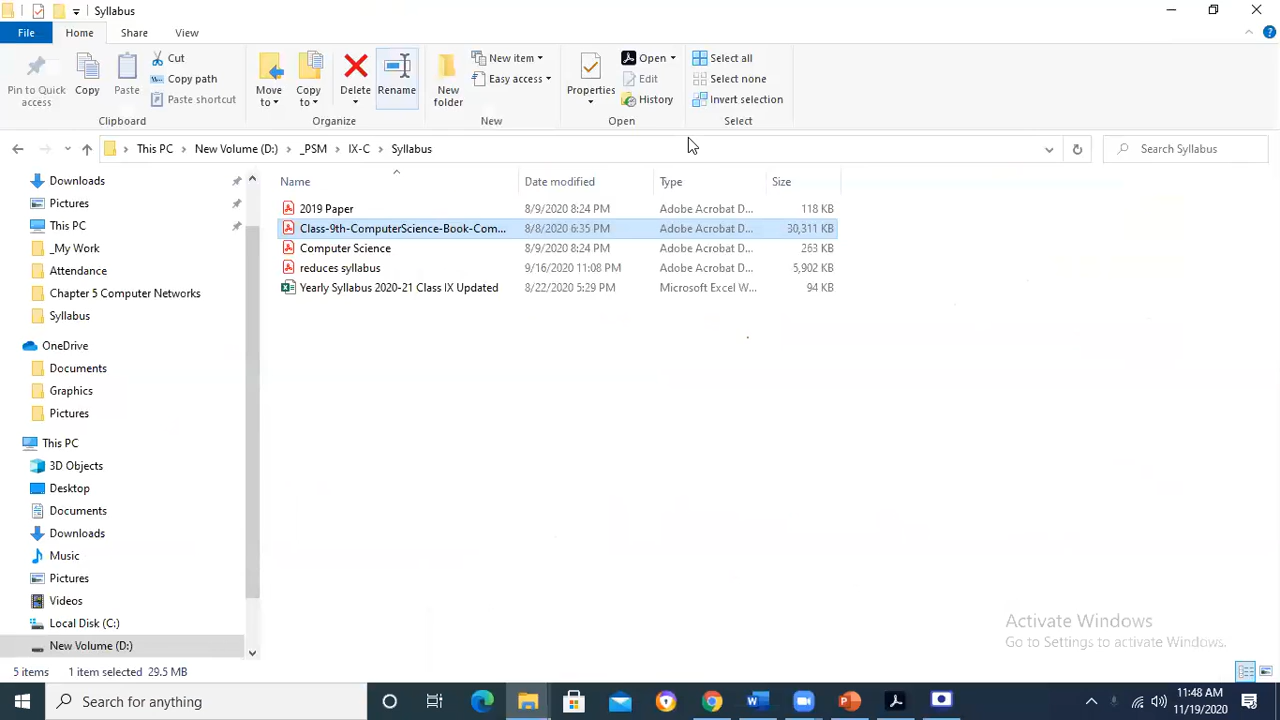 Syllabus
File Home Share View
Pin to Quick access
Copy
Paste
Cut
Copy path
Paste shortcut
Clipboard
Move to
Copy to
Delete
Rename
Organize
New folder
New item
Easy access
New
Properties
Open
Edit
History
Open
Select all
Select none
Invert selection
Select
This PC > New Volume (D:) > _PSM > IX-C > Syllabus
Search Syllabus
Downloads
Pictures
This PC
_My Work
Attendance
Chapter 5 Computer Networks
Syllabus
OneDrive
Documents
Graphics
Pictures
This PC
3D Objects
Desktop
Documents
Downloads
Music
Pictures
Videos
Local Disk (C:)
New Volume (D:)
Name Date modified Type Size
2019 Paper 8/9/2020 8:24 PM Adobe Acrobat D... 118 KB
Class-9th-ComputerScience-Book-Com... 8/8/2020 6:35 PM Adobe Acrobat D... 30,311 KB
Computer Science 8/9/2020 8:24 PM Adobe Acrobat D... 263 KB
reduces syllabus 9/16/2020 11:08 PM Adobe Acrobat D... 5,902 KB
Yearly Syllabus 2020-21 Class IX Updated 8/22/2020 5:29 PM Microsoft Excel W... 94 KB
Activate Windows
Go to Settings to activate Windows.
5 items 1 item selected 29.5 MB
Search for anything
11:48 AM
11/19/2020